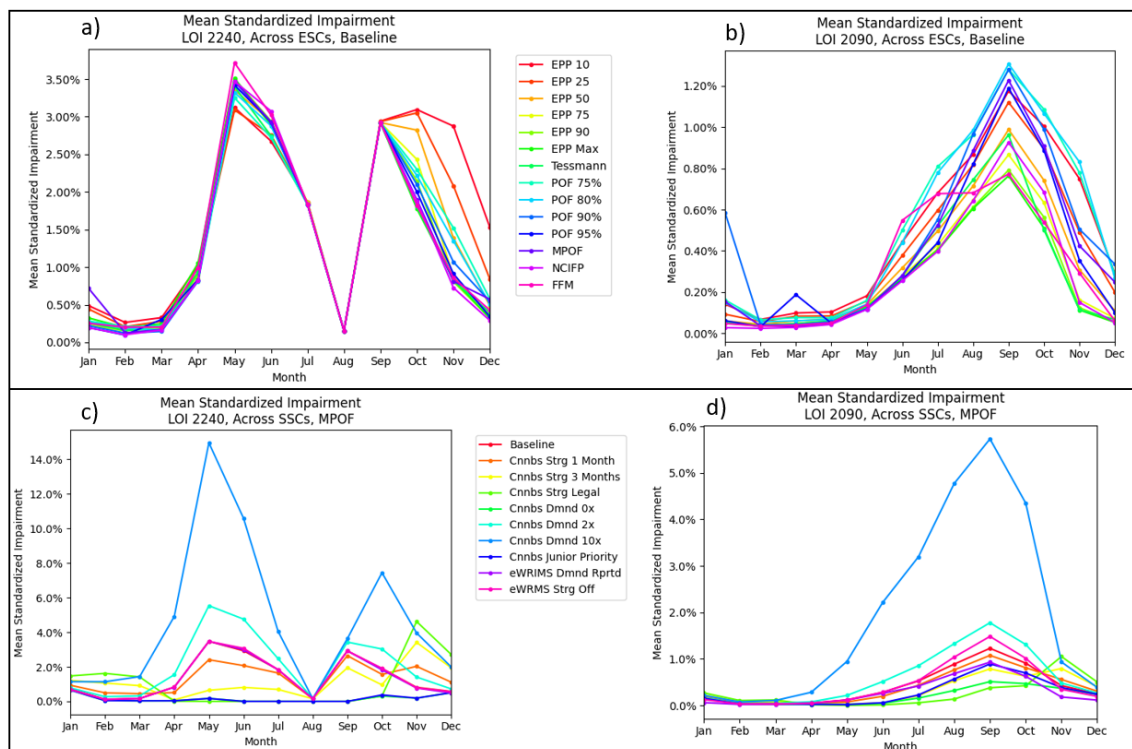 a)
Mean Standardized Impairment
LOI 2240, Across ESCs, Baseline
Mean Standardized Impairment
3.50%
3.00%
2.50%
2.00%
1.50%
1.00%
0.50%
0.00%
Jan Feb Mar Apr May Jun Jul Aug Sep Oct Nov Dec
Month
EPP 10
EPP 25
EPP 50
EPP 75
EPP 90
EPP Max
Tessmann
POF 75%
POF 80%
POF 90%
POF 95%
MPOF
NCIFP
FFM
b)
Mean Standardized Impairment
LOI 2090, Across ESCs, Baseline
Mean Standardized Impairment
1.20%
1.00%
0.80%
0.60%
0.40%
0.20%
0.00%
Jan Feb Mar Apr May Jun Jul Aug Sep Oct Nov Dec
Month
c)
Mean Standardized Impairment
LOI 2240, Across SSCs, MPOF
Mean Standardized Impairment
14.0%
12.0%
10.0%
8.0%
6.0%
4.0%
2.0%
0.0%
Jan Feb Mar Apr May Jun Jul Aug Sep Oct Nov Dec
Month
Baseline
Cnnbs Strg 1 Month
Cnnbs Strg 3 Months
Cnnbs Strg Legal
Cnnbs Dmnd 0x
Cnnbs Dmnd 2x
Cnnbs Dmnd 10x
Cnnbs Junior Priority
eWRIMS Dmnd Rprtd
eWRMS Strg Off
d)
Mean Standardized Impairment
LOI 2090, Across SSCs, MPOF
Mean Standardized Impairment
6.0%
5.0%
4.0%
3.0%
2.0%
1.0%
0.0%
Jan Feb Mar Apr May Jun Jul Aug Sep Oct Nov Dec
Month